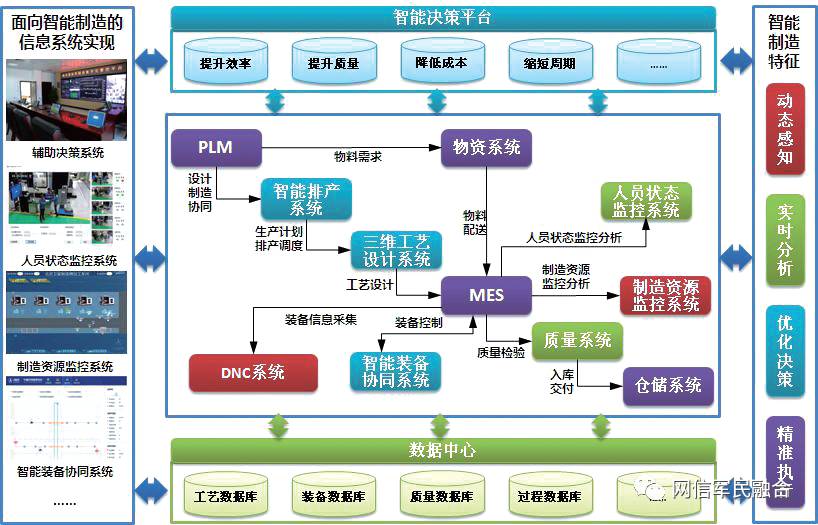 面向智能制造的
信息系统实现
辅助决策系统
人员状态监控系统
制造资源监控系统
智能装备协同系统
......
智能决策平台
提升效率
提升质量
降低成本
缩短周期
......
PLM
物料需求
物资系统
设计
制造
协同
智能排产
系统
生产计划
排产调度
三维工艺
设计系统
工艺设计
物料
配送
人员状态
监控系统
人员状态监控分析
MES
制造资源
监控分析
制造资源
监控系统
装备信息采集
装备控制
DNC系统
智能装备
协同系统
质量检验
质量系统
入库
交付
仓储系统
数据中心
工艺数据库
装备数据库
质量数据库
过程数据库
......
智能
制造
特征
动态感知
实时分析
优化决策
精准执
网信军民融合